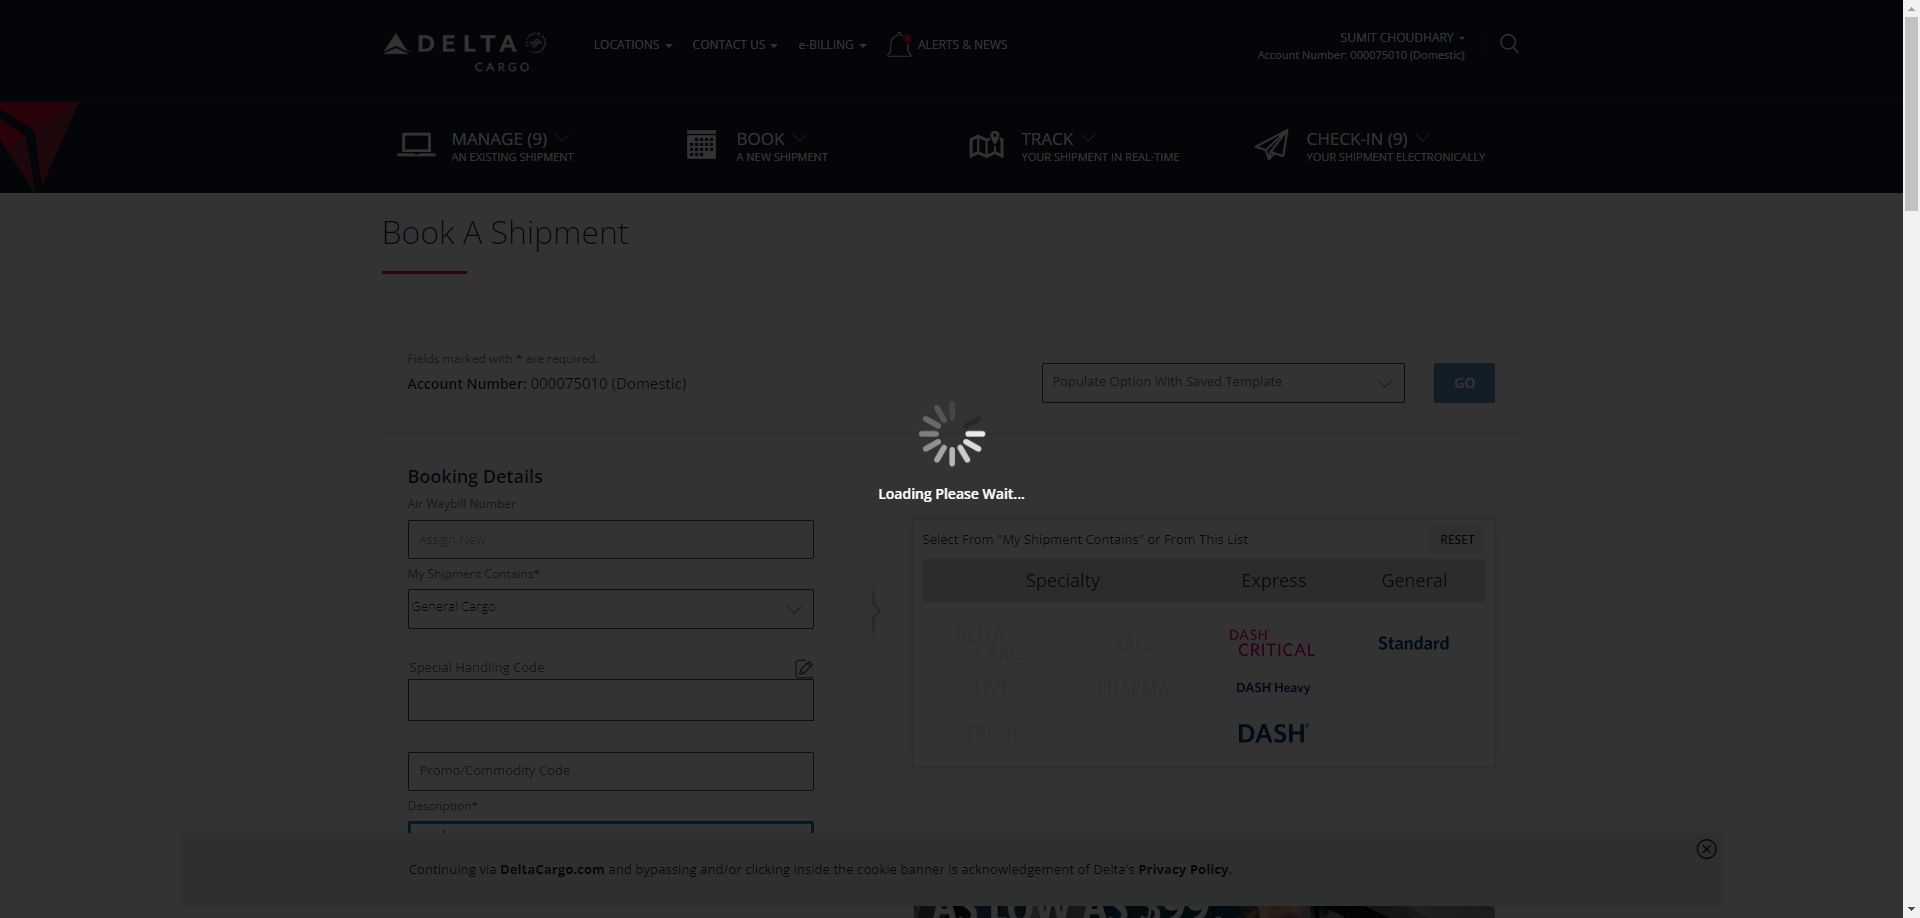 DELTA
CARGO
LOCATIONS
CONTACT US
e-BILLING
ALERTS & NEWS
SUMIT CHOUDHARY
Account Number: 000075010 (Domestic)
MANAGE (9)
AN EXISTING SHIPMENT
BOOK
A NEW SHIPMENT
TRACK
YOUR SHIPMENT IN REAL-TIME
CHECK-IN (9)
YOUR SHIPMENT ELECTRONICALLY
Book A Shipment
Fields marked with * are required.
Account Number: 000075010 (Domestic)
Populate Option With Saved Template
GO
Loading Please Wait...
Booking Details
Air Waybill Number
Assign New
My Shipment Contains*
General Cargo
Special Handling Code
Promo/Commodity Code
Description*
Select From "My Shipment Contains" or From This List
RESET
Specialty
Express
General
DELTA
CARES
SAFE
DASH
CRITICAL
Standard
LIVE
PHARMA
DASH Heavy
FRESH
DASH®
Continuing via DeltaCargo.com and bypassing and/or clicking inside the cookie banner is acknowledgement of Delta's Privacy Policy.
AS LOW AS $99